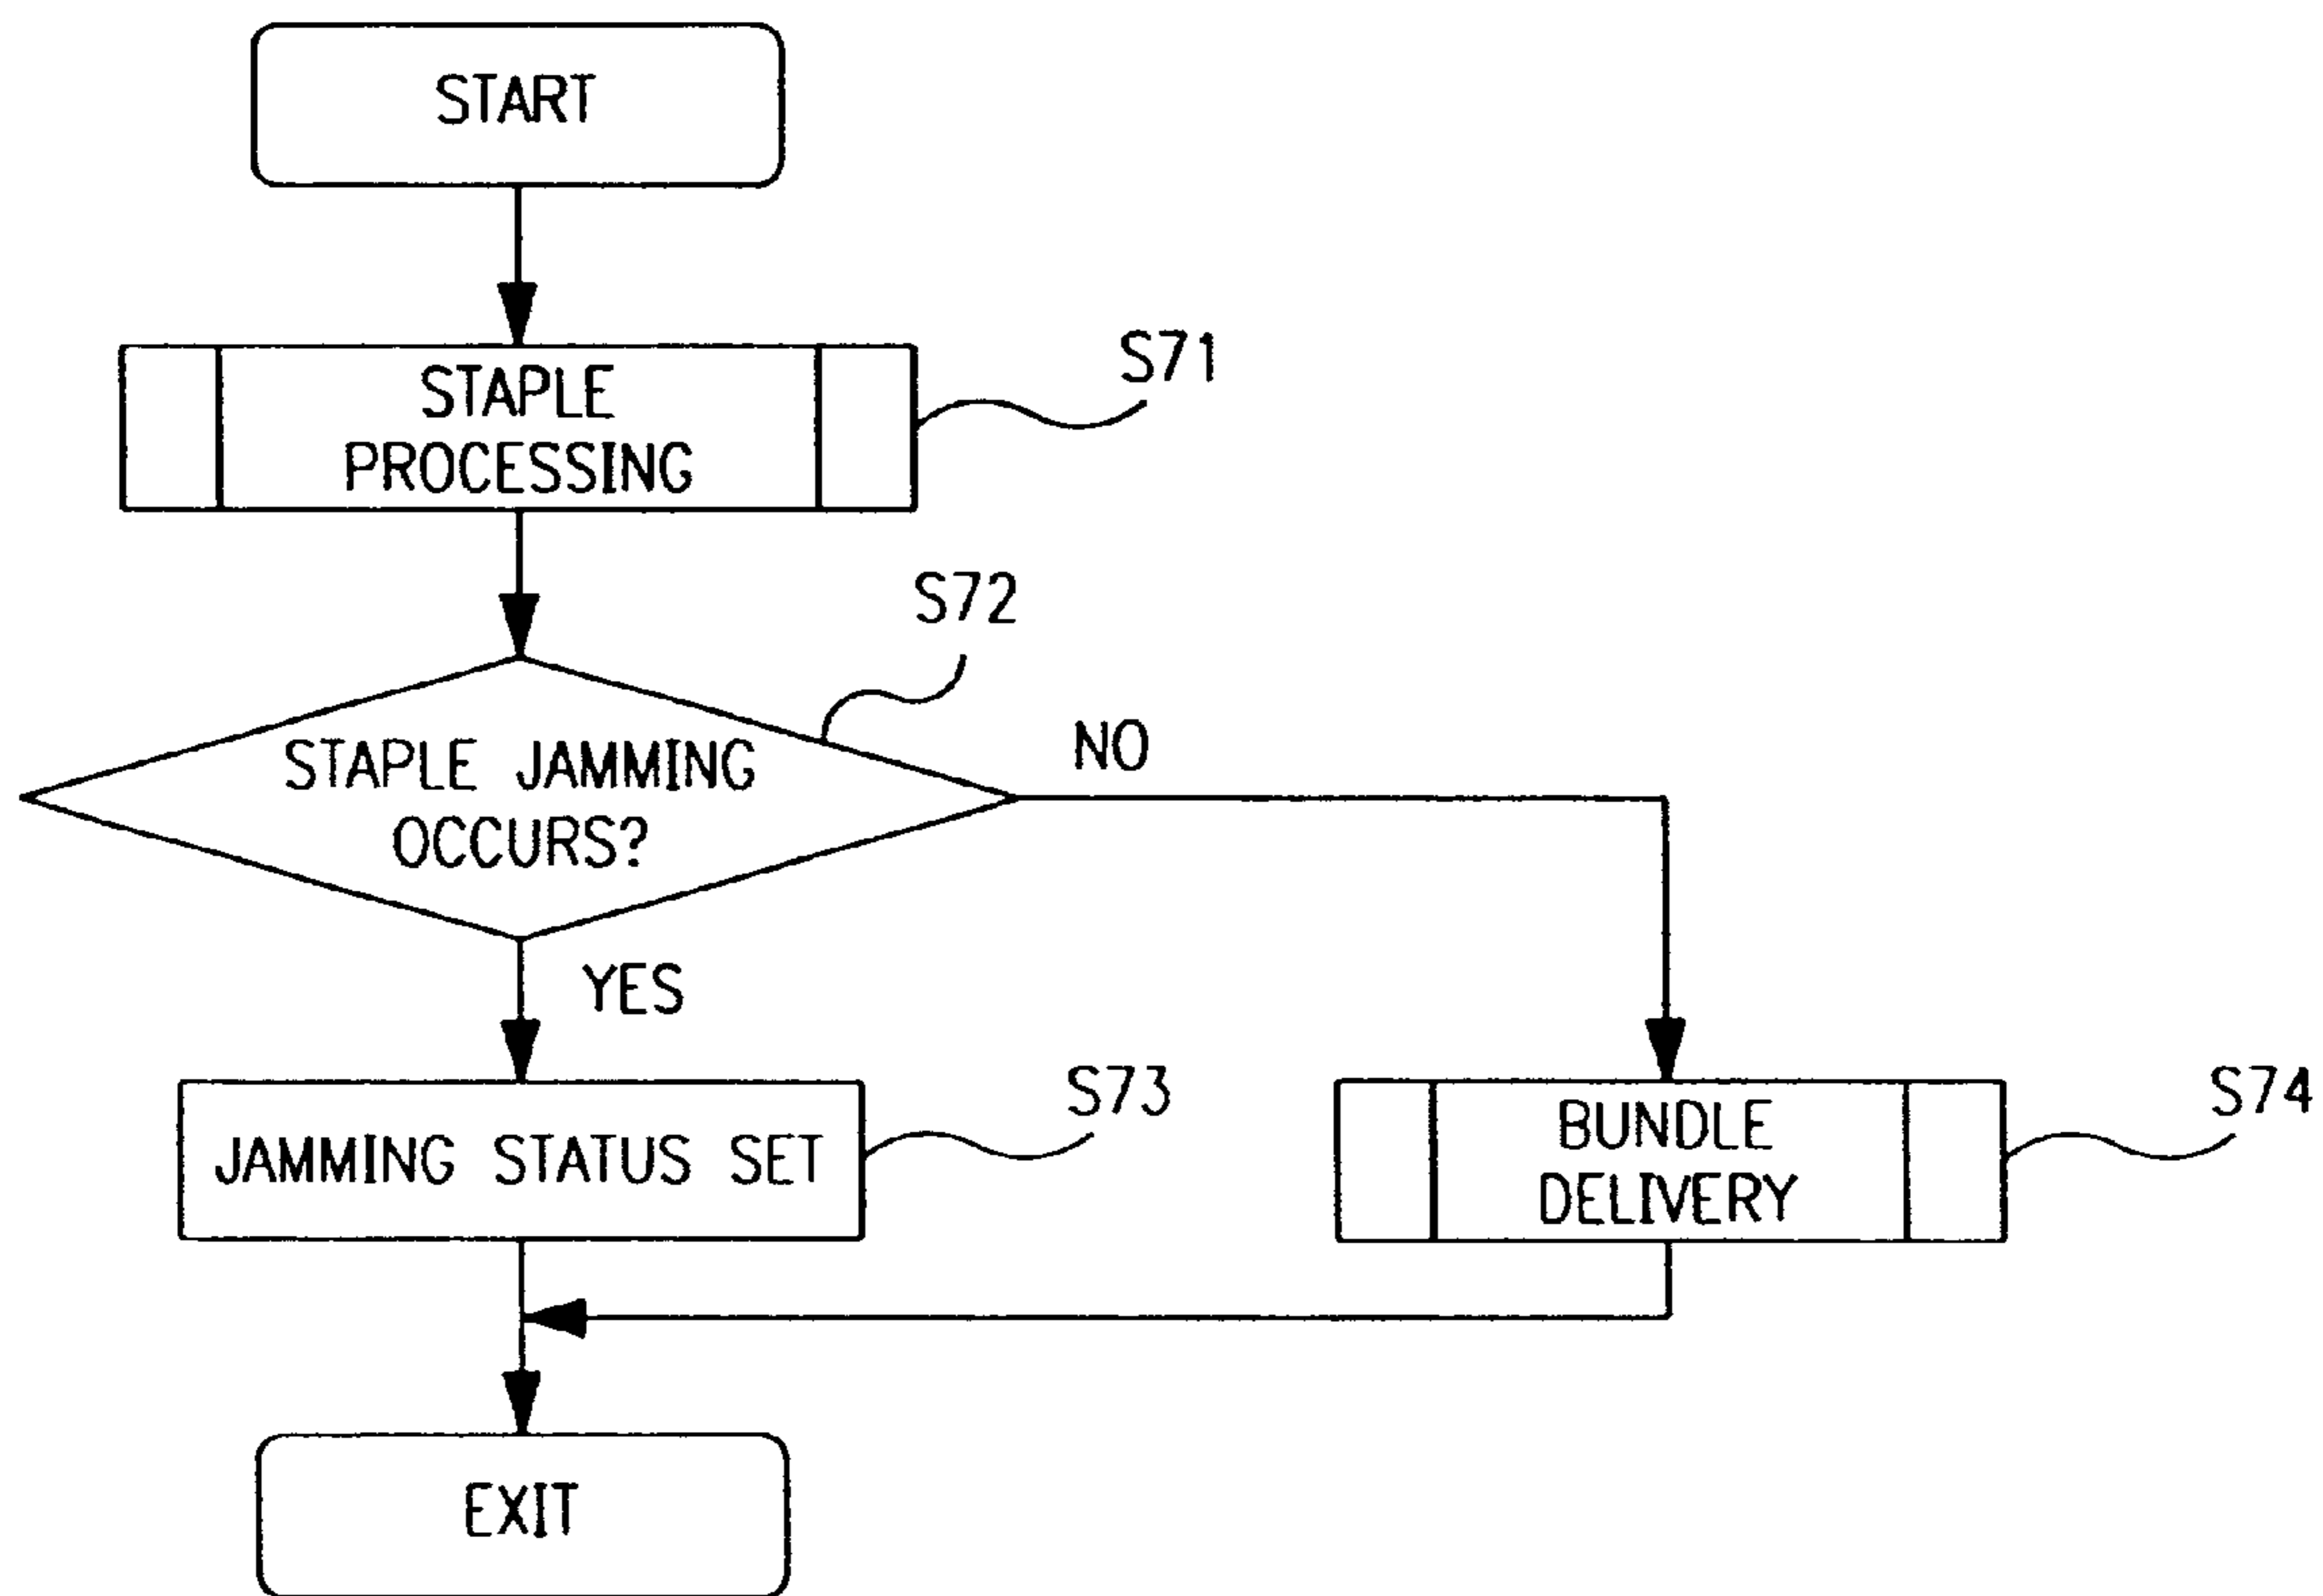 START
S71
STAPLE
PROCESSING
S72
NO
STAPLE JAMMING
OCCURS?
YES
S73
JAMMING STATUS SET
S74
BUNDLE
DELIVERY
EXIT